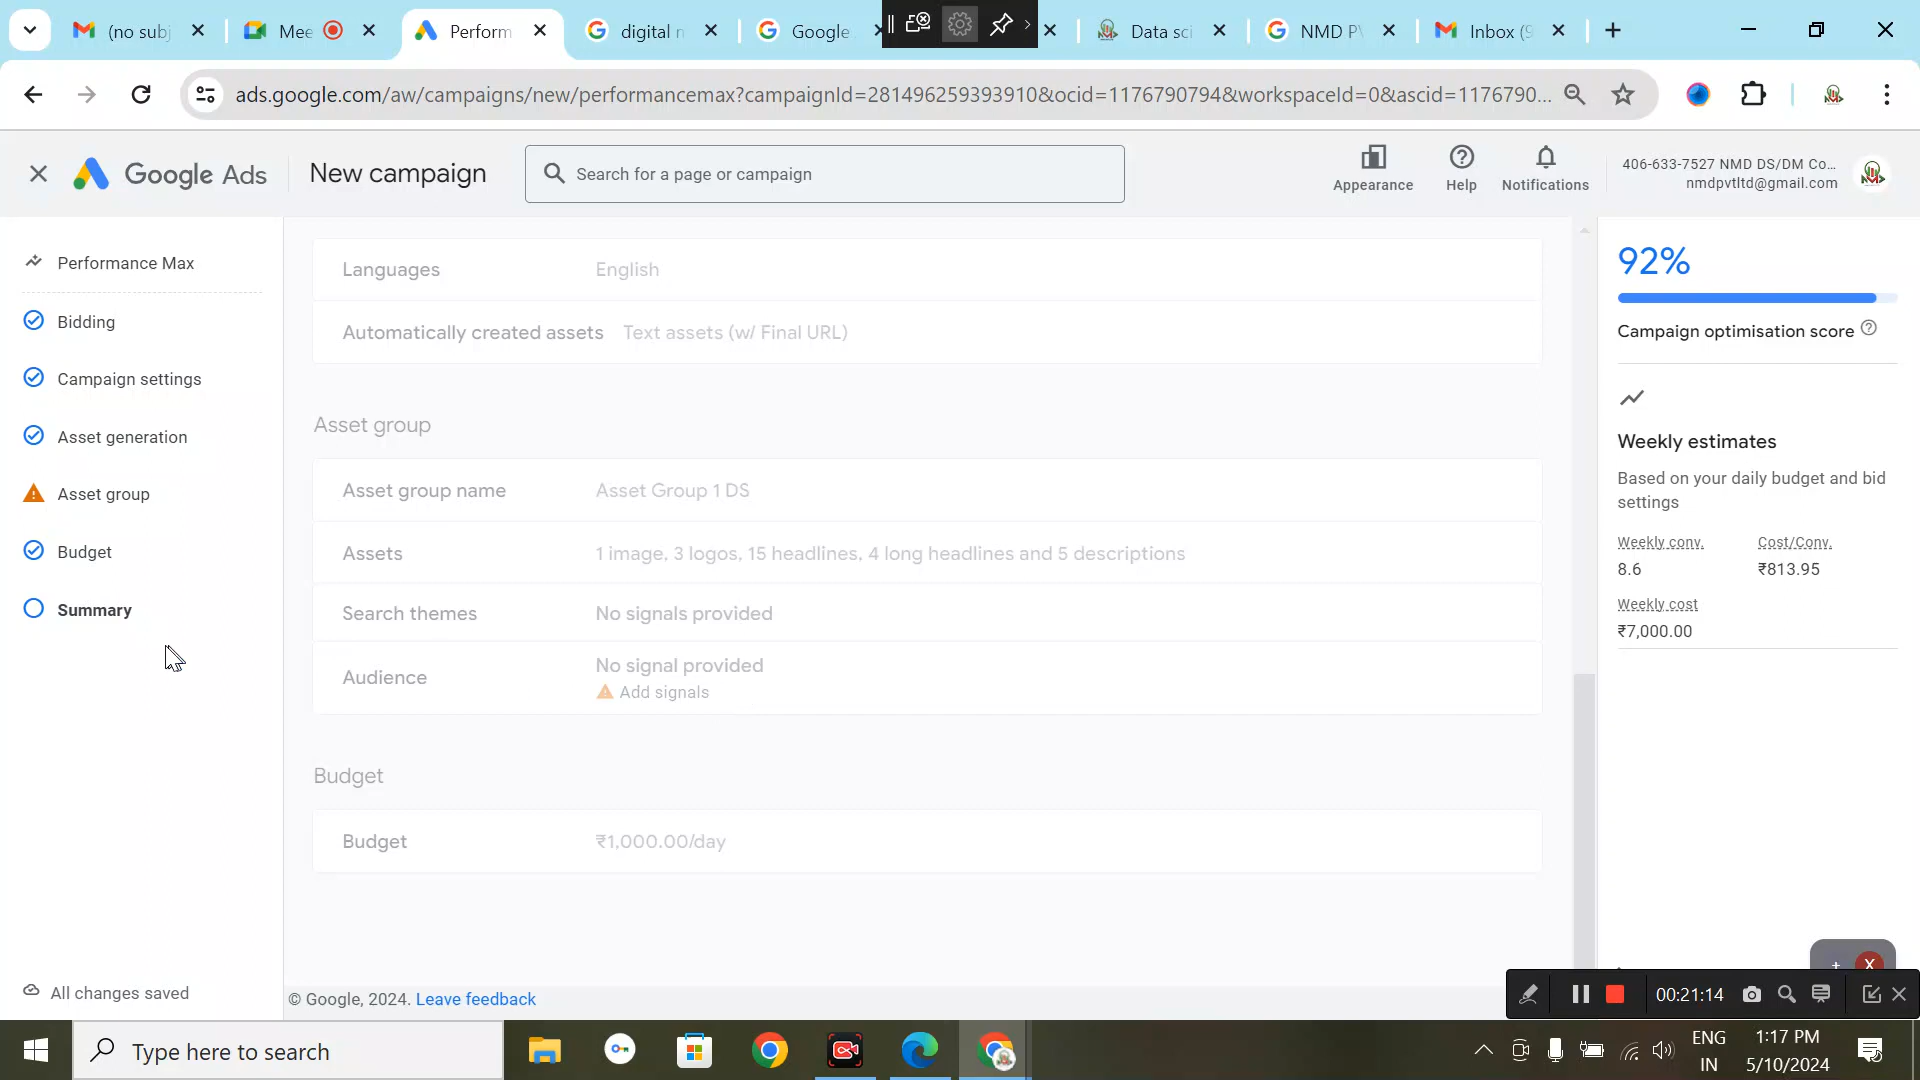 (no subj
Mee
Perform
digital n
Google
Data sci
NMD P
Inbox (9
ads.google.com/aw/campaigns/new/performancemax?campaignId=281496259393910&ocid=1176790794&workspaceId=0&ascid=1176790...
Google Ads
New campaign
Search for a page or campaign
Appearance
Help
Notifications
406-633-7527 NMD DS/DM Co...
nmdpvtltd@gmail.com
Performance Max
Bidding
Campaign settings
Asset generation
Asset group
Budget
Summary
All changes saved
Languages English
Automatically created assets Text assets (w/ Final URL)
Asset group
Asset group name Asset Group 1 DS
Assets 1 image, 3 logos, 15 headlines, 4 long headlines and 5 descriptions
Search themes No signals provided
Audience No signal provided
Add signals
Budget
Budget ₹1,000.00/day
© Google, 2024. Leave feedback
92%
Campaign optimisation score
Weekly estimates
Based on your daily budget and bid
settings
Weekly conv. Cost/Conv.
8.6 ₹813.95
Weekly cost
₹7,000.00
+ X
00:21:14
Type here to search
ENG
IN
1:17 PM
5/10/2024